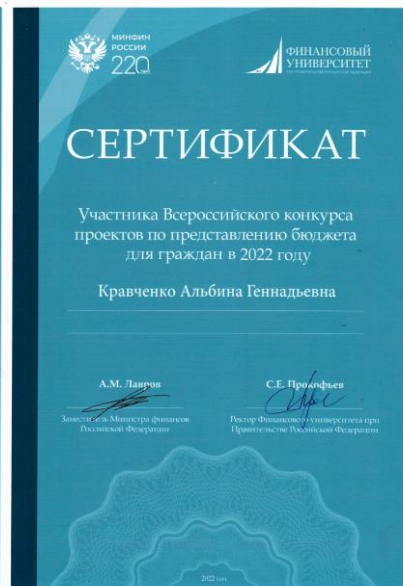 МИНФИН
РОССИИ
220 лет
ФИНАНСОВЫЙ
УНИВЕРСИТЕТ
СЕРТИФИКАТ
Участника Всероссийского конкурса
проектов по представлению бюджета
для граждан в 2022 году
Кравченко Альбина Геннадьевна
А.М. Лавров
С.Е. Прокофьев
Заместитель Министра финансов
Российской Федерации
Ректор Финансового университета при
Правительстве Российской Федерации
2022 год